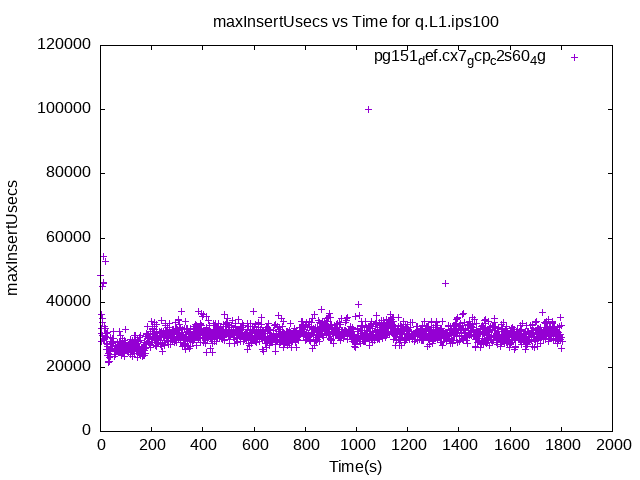 maxInsertUsecs vs Time for q.L1.ips100
120000
pg151def.cx7gcpc2s604g
100000
80000
60000
40000
20000
0
maxInsertUsecs
0 200 400 600 800 1000 1200 1400 1600 1800 2000
Time(s)